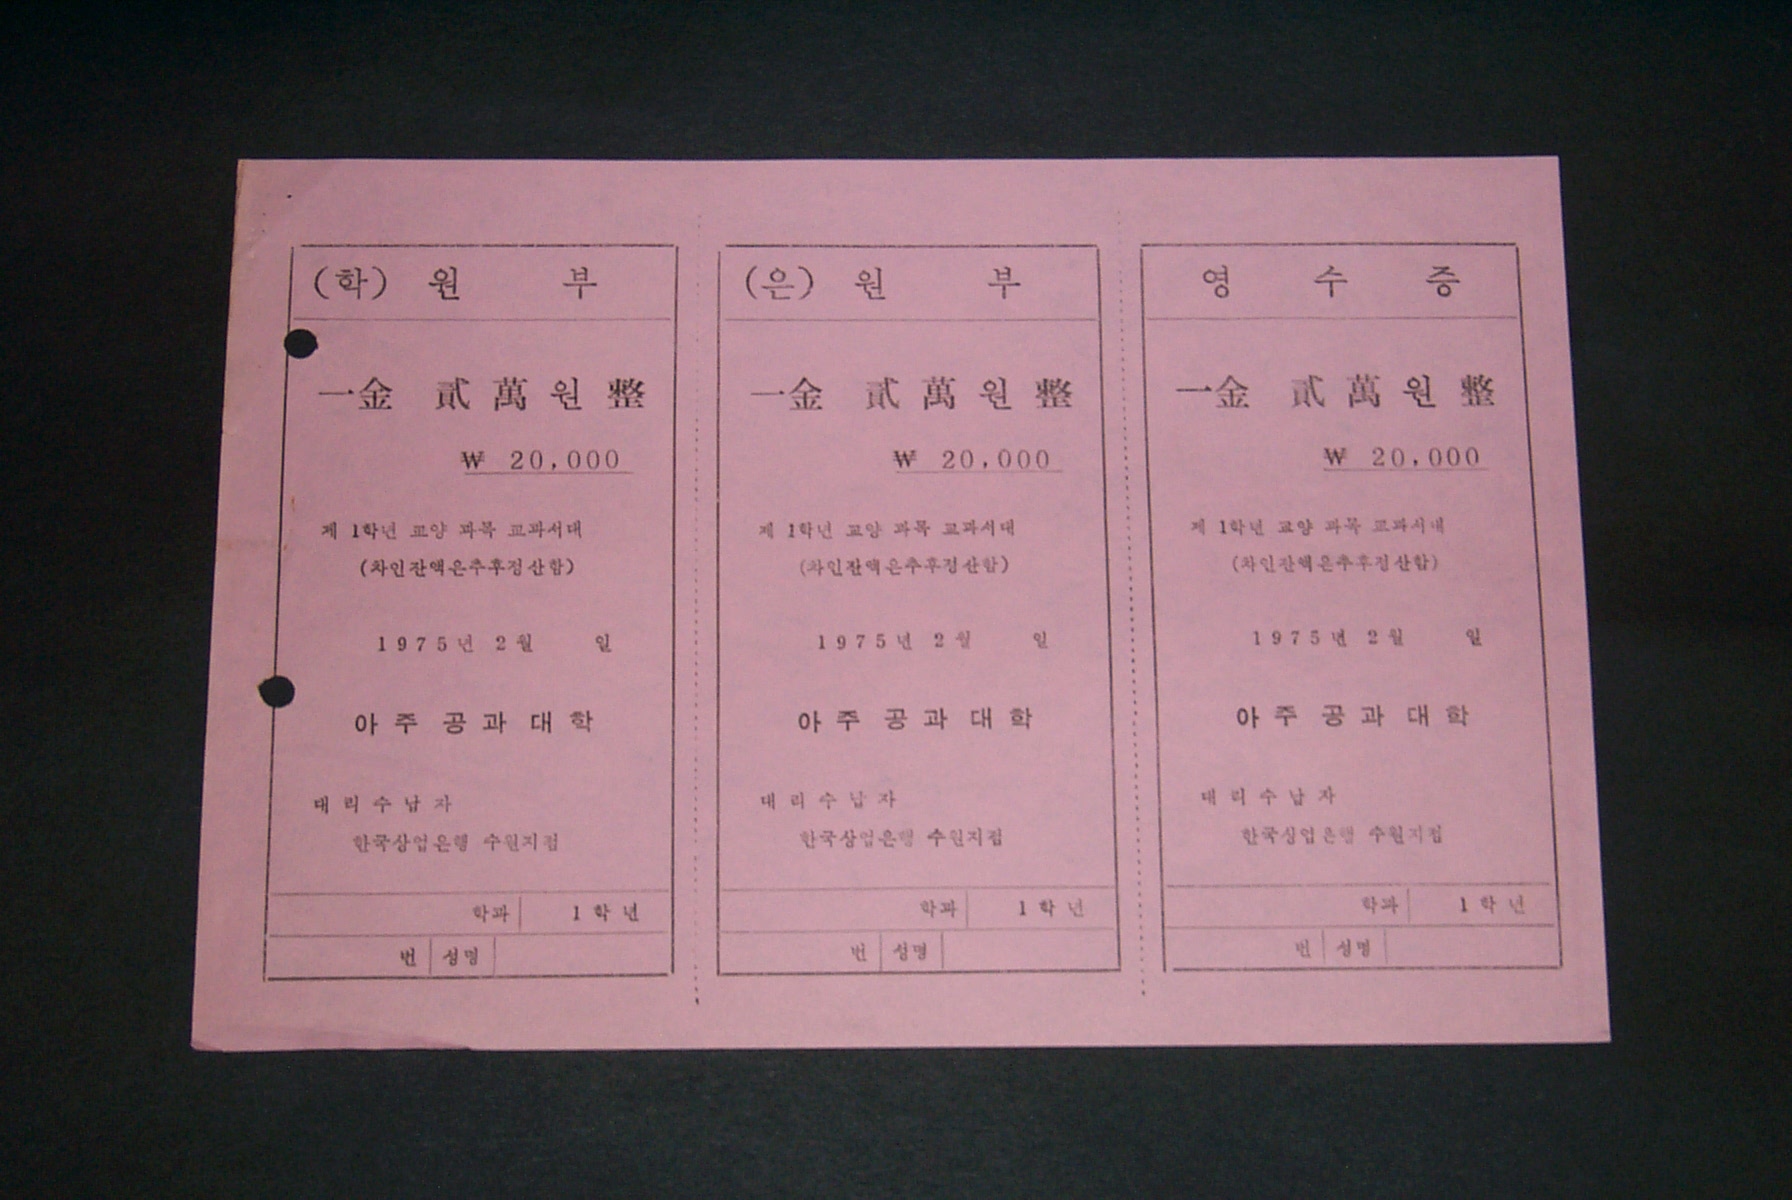 (학) 원 부
一金 貳萬원整
₩ 20,000
제 1학년 교양 과목 교과서대
(차인잔액은추후정산함)
1975년 2월 일
아주 공과 대학
대리수납자
한국상업은행 수원지점
학과 1학년
번 성명
(은) 원 부
一金 貳萬원整
₩ 20,000
제 1학년 교양 과목 교과서대
(차인잔액은추후정산함)
1975년 2월 일
아주 공과 대학
대리수납자
한국상업은행 수원지점
학과 1학년
번 성명
영 수 증
一金 貳萬원整
₩ 20,000
제 1학년 교양 과목 교과서대
(차인잔액은추후정산함)
1975년 2월 일
아주 공과 대학
대리수납자
한국상업은행 수원지점
학과 1학년
번 성명